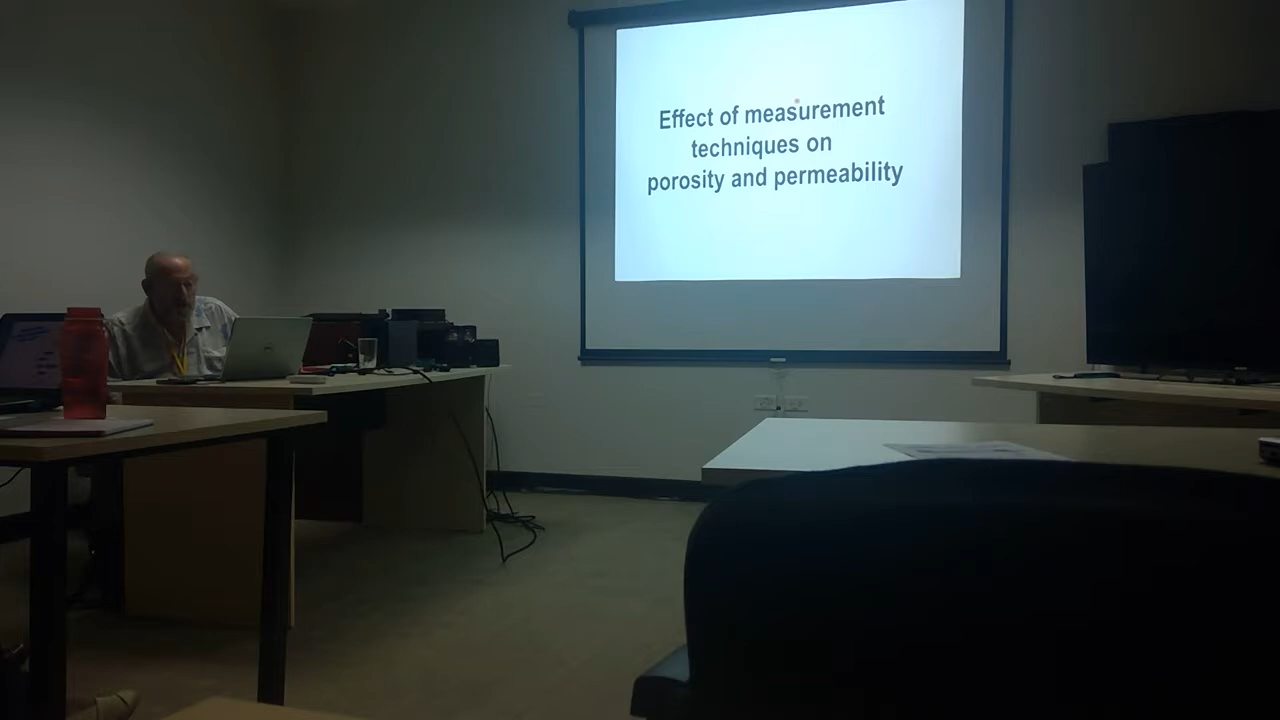 Effect of measurement
techniques on
porosity and permeability